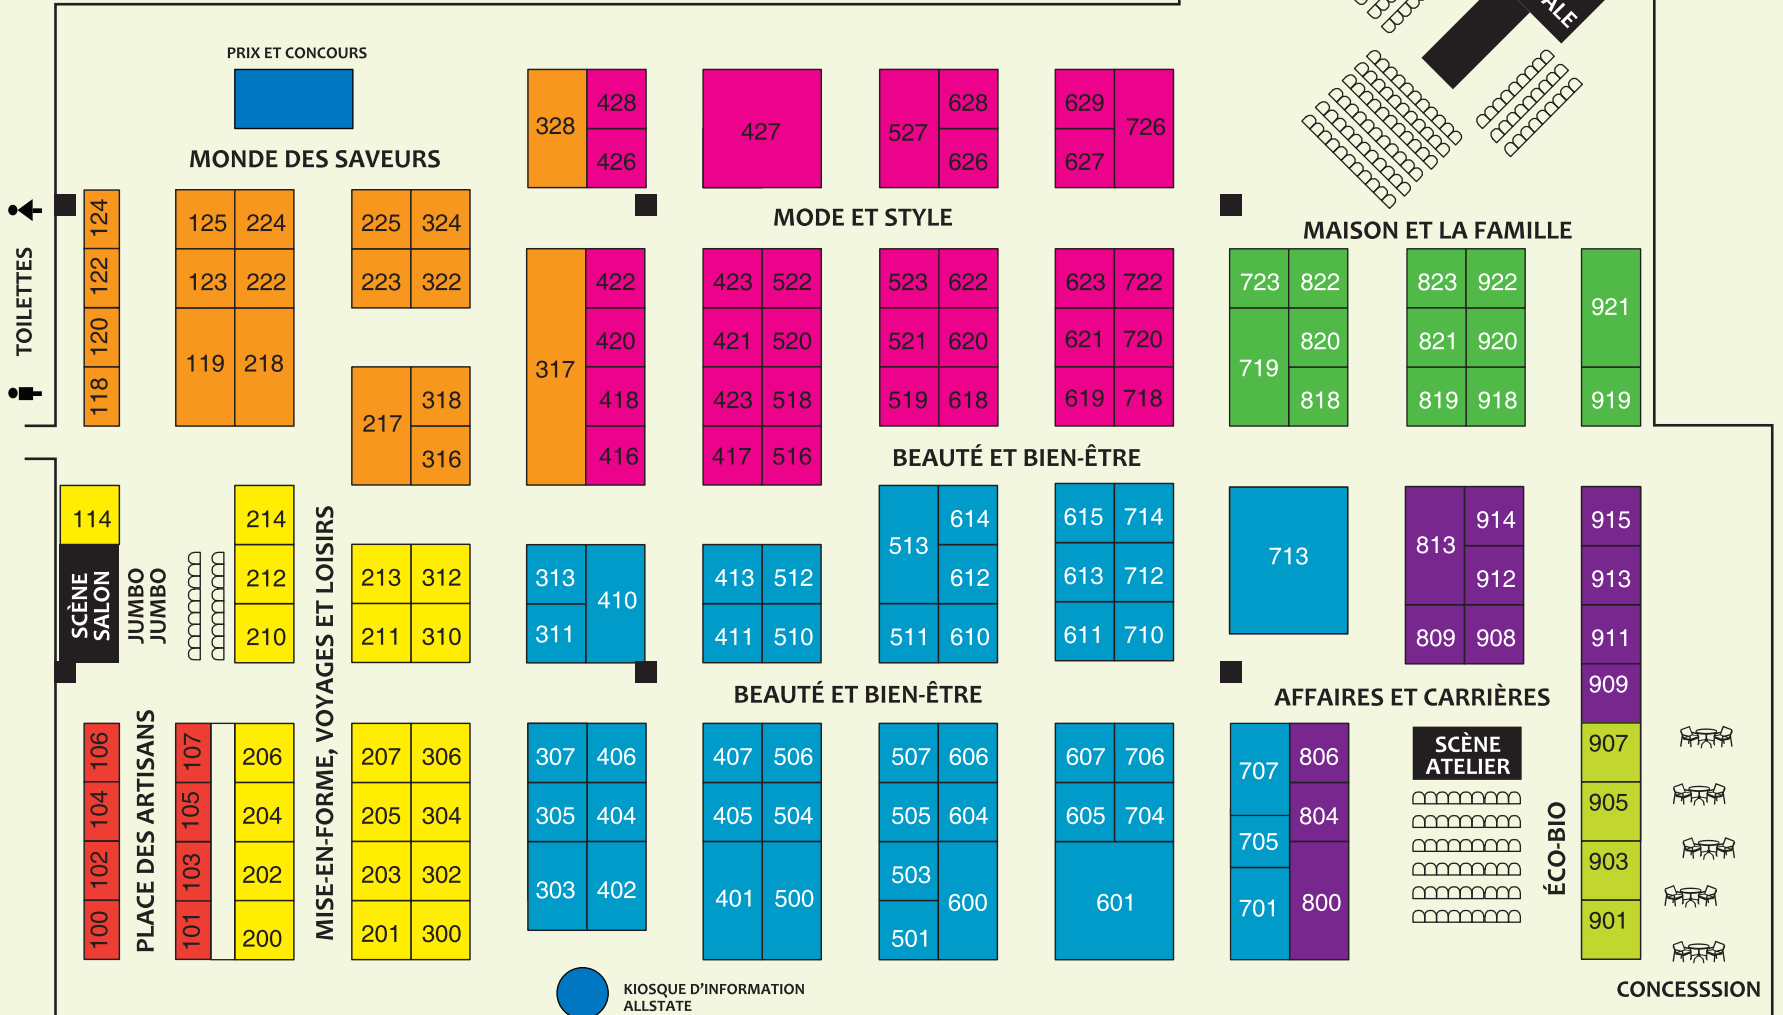 ALE
PRIX ET CONCOURS
MONDE DES SAVEURS
328 428 426
427
527 628 626
629 627 726
MODE ET STYLE
MAISON ET LA FAMILLE
TOILETTES
124 122 120 118
125 224
123 222
119 218
225 324
223 322
217 318 316
317 422 420 418 416
423 522
421 520
423 518
417 516
523 622
521 620
519 618
623 722
621 720
619 718
723 822
719 820 818
823 922
821 920
819 918
921
919
BEAUTÉ ET BIEN-ÊTRE
114
SCÈNE
SALON
JUMBO
JUMBO
214
212
210
MISE-EN-FORME, VOYAGES ET LOISIRS
213 312
211 310
313 311 410
413 512
411 510
513 614 612
511 610
615 714
613 712
611 710
713
813 914 912
809 908
915
913
911
909
BEAUTÉ ET BIEN-ÊTRE
AFFAIRES ET CARRIÈRES
106 104 102 100
PLACE DES ARTISANS
107 105 103 101
206
204
202
200
207 306
205 304
203 302
201 300
307 406
305 404
303 402
407 506
405 504
401 500
507 606
505 604
503 501 600
607 706
605 704
601
707 705 701
806 804 800
SCÈNE
ATELIER
ÉCO-BIO
907
905
903
901
KIOSQUE D'INFORMATION
ALLSTATE
CONCESSSION